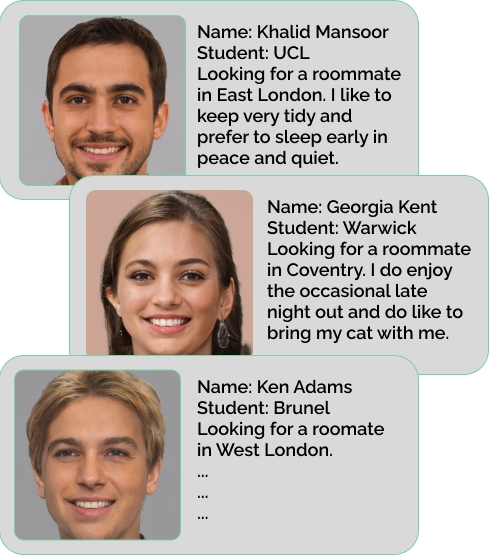 Name: Khalid Mansoor
Student: UCL
Looking for a roommate
in East London. I like to
keep very tidy and
prefer to sleep early in
peace and quiet.
Name: Georgia Kent
Student: Warwick
Looking for a roommate
in Coventry. I do enjoy
the occasional late
night out and do like to
bring my cat with me.
Name: Ken Adams
Student: Brunel
Looking for a roomate
in West London.
...
...
...